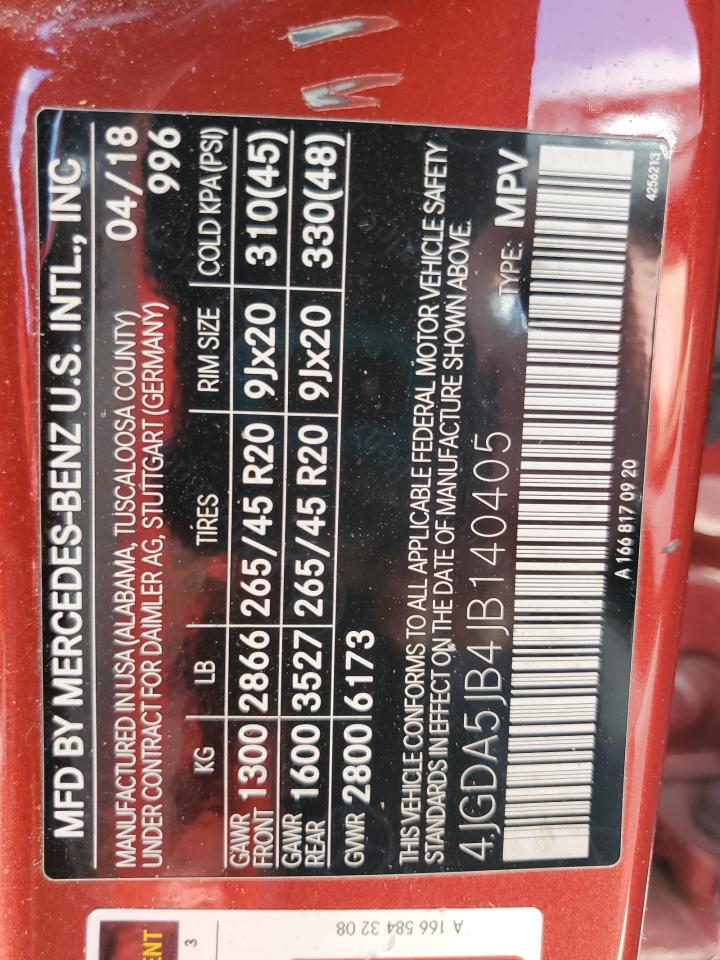 MFD BY MERCEDES-BENZ U.S. INTL., INC
MANUFACTURED IN USA (ALABAMA, TUSCALOOSA COUNTY) 04/18
UNDER CONTRACT FOR DAIMLER AG, STUTTGART (GERMANY) 996
KG LB TIRES RIM SIZE COLD KPA (PSI)
GAWR FRONT 1300 2866 265/45 R20 9Jx20 310(45)
GAWR REAR 1600 3527 265/45 R20 9Jx20 330(48)
GVWR 2800 6173
THIS VEHICLE CONFORMS TO ALL APPLICABLE FEDERAL MOTOR VEHICLE SAFETY
STANDARDS IN EFFECT ON THE DATE OF MANUFACTURE SHOWN ABOVE.
4JGDA5JB4JB140405 TYPE: MPV
A 166 817 09 20
4256213
A 166 584 32 08
ENT
3